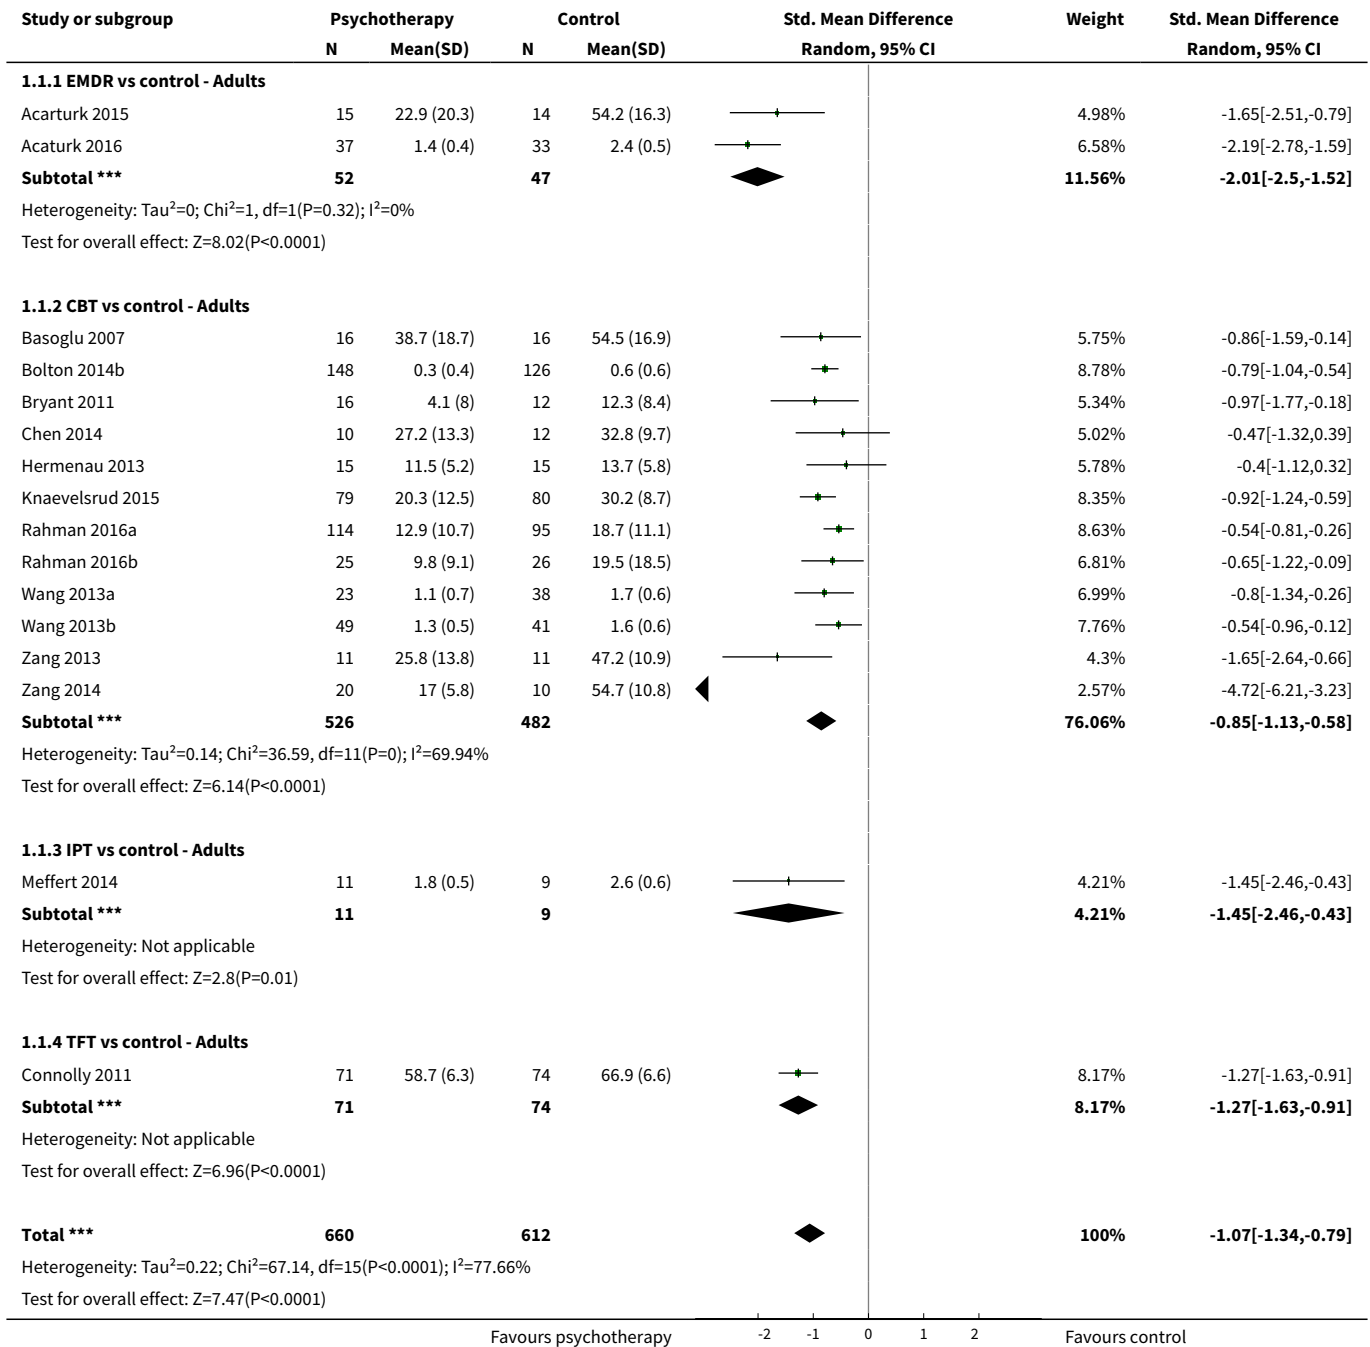 Study or subgroup Psychotherapy Control Std. Mean Difference Weight Std. Mean Difference
N Mean(SD) N Mean(SD) Random, 95% CI Random, 95% CI
1.1.1 EMDR vs control - Adults
Acarturk 2015 15 22.9 (20.3) 14 54.2 (16.3) 4.98% -1.65[-2.51,-0.79]
Acaturk 2016 37 1.4 (0.4) 33 2.4 (0.5) 6.58% -2.19[-2.78,-1.59]
Subtotal *** 52 47 11.56% -2.01[-2.5,-1.52]
Heterogeneity: Tau²=0; Chi²=1, df=1(P=0.32); I²=0%
Test for overall effect: Z=8.02(P<0.0001)
1.1.2 CBT vs control - Adults
Basoglu 2007 16 38.7 (18.7) 16 54.5 (16.9) 5.75% -0.86[-1.59,-0.14]
Bolton 2014b 148 0.3 (0.4) 126 0.6 (0.6) 8.78% -0.79[-1.04,-0.54]
Bryant 2011 16 4.1 (8) 12 12.3 (8.4) 5.34% -0.97[-1.77,-0.18]
Chen 2014 10 27.2 (13.3) 12 32.8 (9.7) 5.02% -0.47[-1.32,0.39]
Hermenau 2013 15 11.5 (5.2) 15 13.7 (5.8) 5.78% -0.4[-1.12,0.32]
Knaevelsrud 2015 79 20.3 (12.5) 80 30.2 (8.7) 8.35% -0.92[-1.24,-0.59]
Rahman 2016a 114 12.9 (10.7) 95 18.7 (11.1) 8.63% -0.54[-0.81,-0.26]
Rahman 2016b 25 9.8 (9.1) 26 19.5 (18.5) 6.81% -0.65[-1.22,-0.09]
Wang 2013a 23 1.1 (0.7) 38 1.7 (0.6) 6.99% -0.8[-1.34,-0.26]
Wang 2013b 49 1.3 (0.5) 41 1.6 (0.6) 7.76% -0.54[-0.96,-0.12]
Zang 2013 11 25.8 (13.8) 11 47.2 (10.9) 4.3% -1.65[-2.64,-0.66]
Zang 2014 20 17 (5.8) 10 54.7 (10.8) 2.57% -4.72[-6.21,-3.23]
Subtotal *** 526 482 76.06% -0.85[-1.13,-0.58]
Heterogeneity: Tau²=0.14; Chi²=36.59, df=11(P=0); I²=69.94%
Test for overall effect: Z=6.14(P<0.0001)
1.1.3 IPT vs control - Adults
Meffert 2014 11 1.8 (0.5) 9 2.6 (0.6) 4.21% -1.45[-2.46,-0.43]
Subtotal *** 11 9 4.21% -1.45[-2.46,-0.43]
Heterogeneity: Not applicable
Test for overall effect: Z=2.8(P=0.01)
1.1.4 TFT vs control - Adults
Connolly 2011 71 58.7 (6.3) 74 66.9 (6.6) 8.17% -1.27[-1.63,-0.91]
Subtotal *** 71 74 8.17% -1.27[-1.63,-0.91]
Heterogeneity: Not applicable
Test for overall effect: Z=6.96(P<0.0001)
Total *** 660 612 100% -1.07[-1.34,-0.79]
Heterogeneity: Tau²=0.22; Chi²=67.14, df=15(P<0.0001); I²=77.66%
Test for overall effect: Z=7.47(P<0.0001)
Favours psychotherapy -2 -1 0 1 2 Favours control